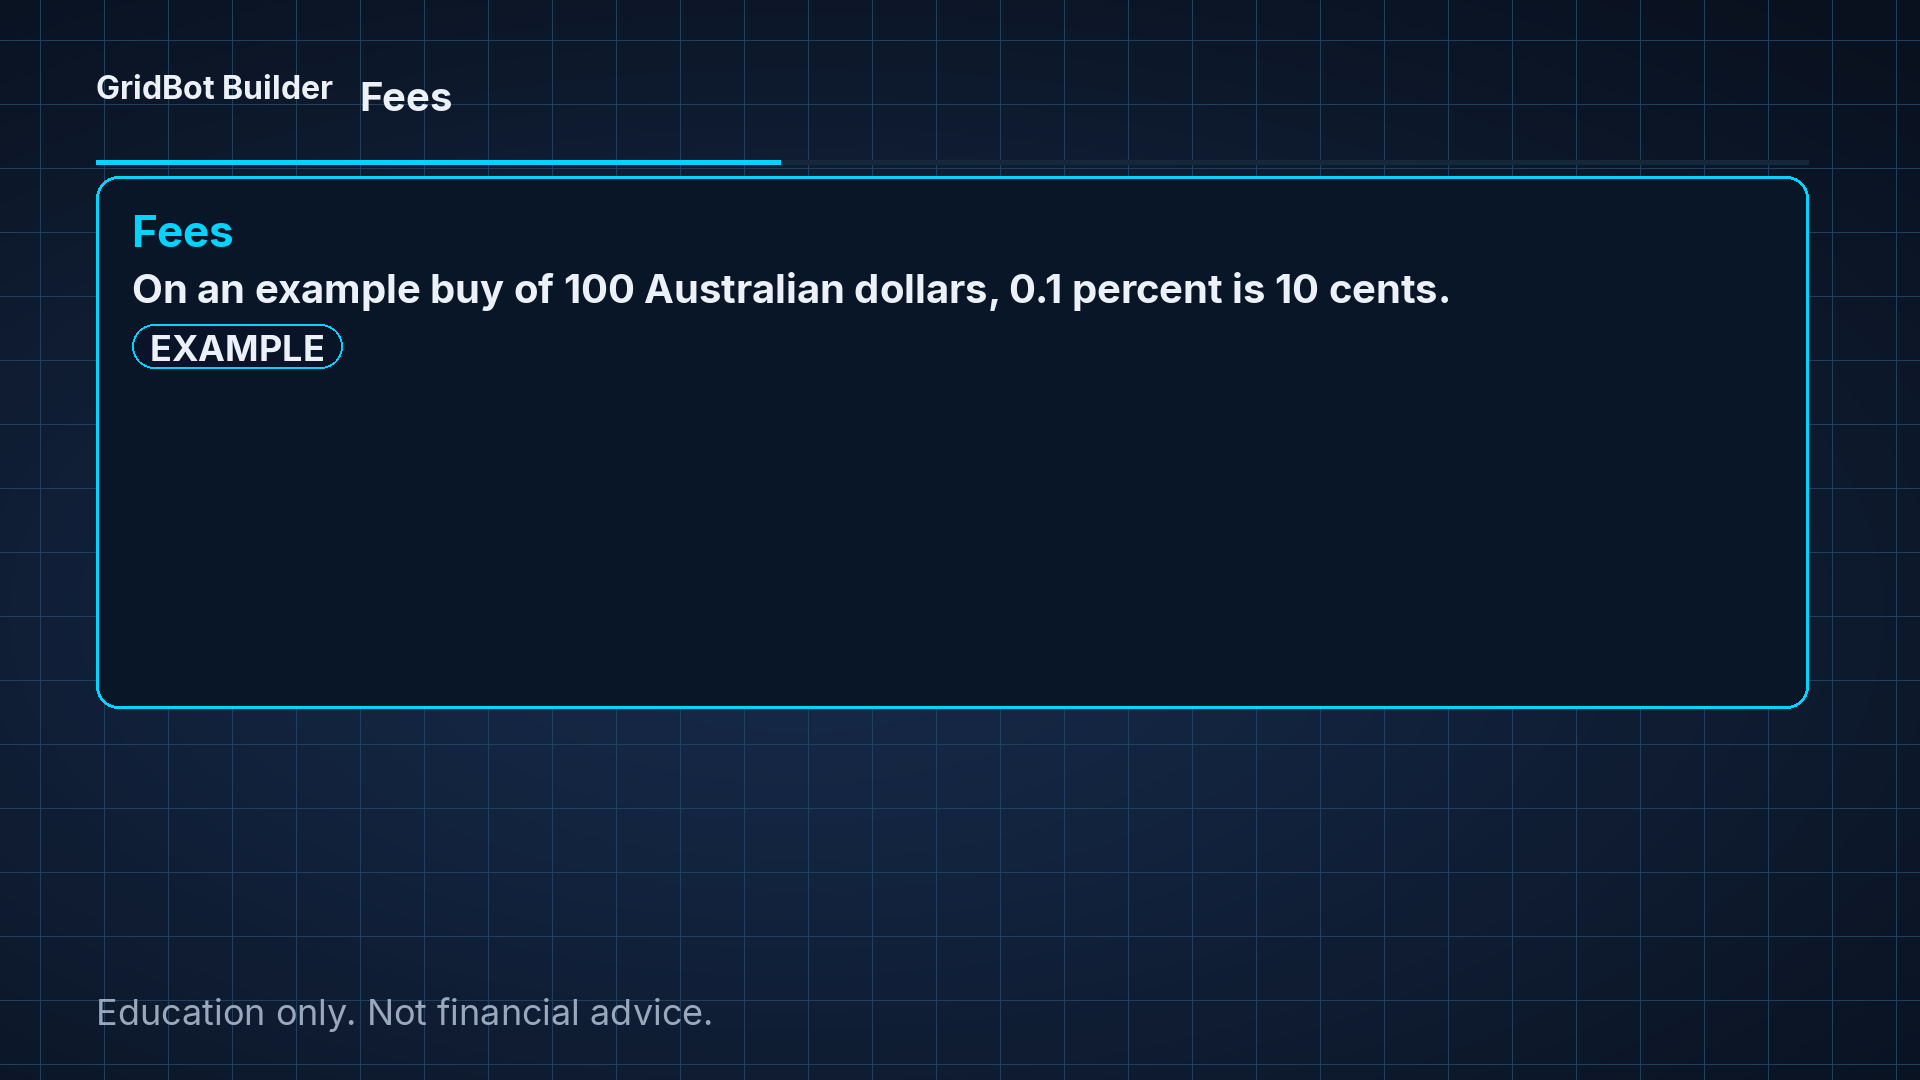 GridBot Builder
Fees
Fees
On an example buy of 100 Australian dollars, 0.1 percent is 10 cents.
EXAMPLE
Education only. Not financial advice.